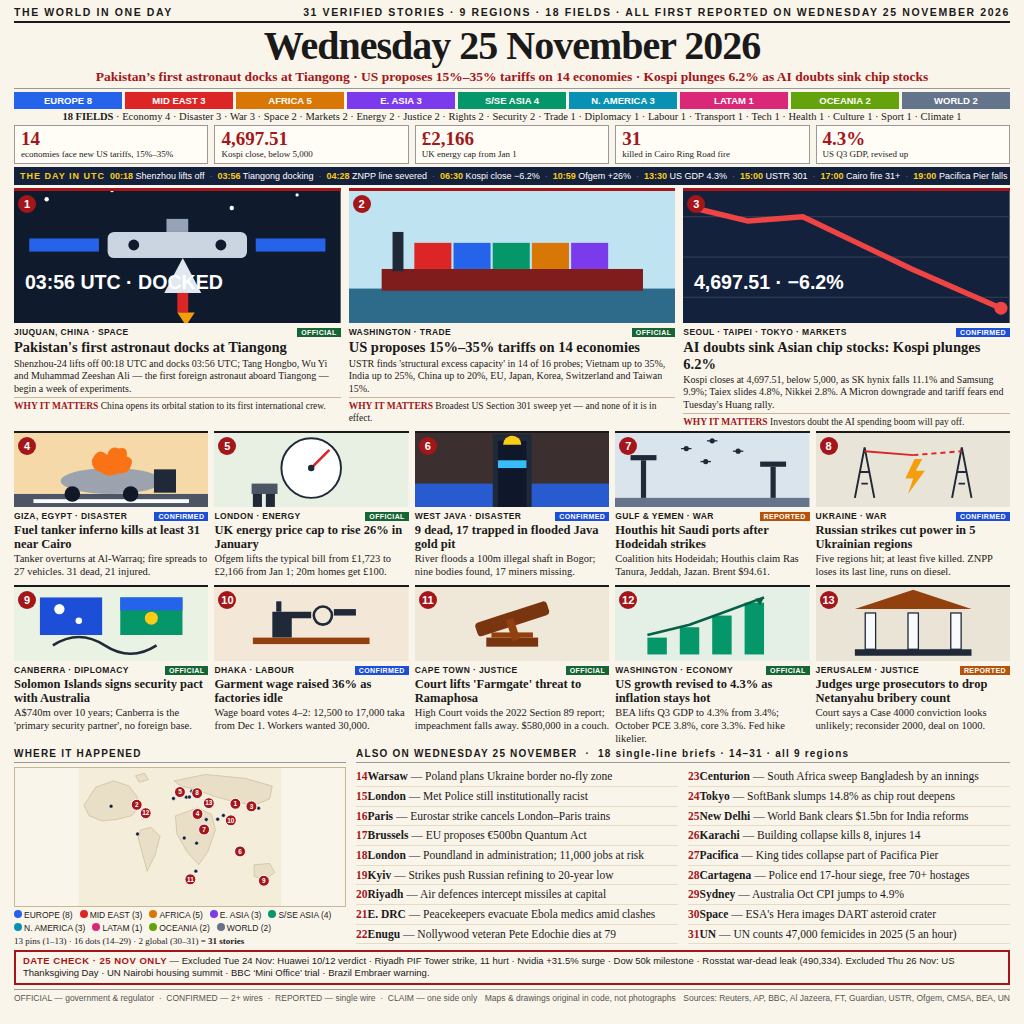 THE WORLD IN ONE DAY
31 VERIFIED STORIES · 9 REGIONS · 18 FIELDS · ALL FIRST REPORTED ON WEDNESDAY 25 NOVEMBER 2026
Wednesday 25 November 2026
Pakistan's first astronaut docks at Tiangong · US proposes 15%–35% tariffs on 14 economies · Kospi plunges 6.2% as AI doubts sink chip stocks
EUROPE 8
MID EAST 3
AFRICA 5
E. ASIA 3
S/SE ASIA 4
N. AMERICA 3
LATAM 1
OCEANIA 2
WORLD 2
18 FIELDS · Economy 4 · Disaster 3 · War 3 · Space 2 · Markets 2 · Energy 2 · Justice 2 · Rights 2 · Security 2 · Trade 1 · Diplomacy 1 · Labour 1 · Transport 1 · Tech 1 · Health 1 · Culture 1 · Sport 1 · Climate 1
14
economies face new US tariffs, 15%–35%
4,697.51
Kospi close, below 5,000
£2,166
UK energy cap from Jan 1
31
killed in Cairo Ring Road fire
4.3%
US Q3 GDP, revised up
THE DAY IN UTC 00:18 Shenzhou lifts off · 03:56 Tiangong docking · 04:28 ZNPP line severed · 06:30 Kospi close −6.2% · 10:59 Ofgem +26% · 13:30 US GDP 4.3% · 15:00 USTR 301 · 17:00 Cairo fire 31+ · 19:00 Pacifica Pier falls
1
03:56 UTC · DOCKED
JIUQUAN, CHINA · SPACE
OFFICIAL
Pakistan's first astronaut docks at Tiangong
Shenzhou-24 lifts off 00:18 UTC and docks 03:56 UTC; Tang Hongbo, Wu Yi
and Muhammad Zeeshan Ali — the first foreign astronaut aboard Tiangong —
begin a week of experiments.
WHY IT MATTERS China opens its orbital station to its first international crew.
2
WASHINGTON · TRADE
OFFICIAL
US proposes 15%–35% tariffs on 14 economies
USTR finds 'structural excess capacity' in 14 of 16 probes; Vietnam up to 35%,
India up to 25%, China up to 20%, EU, Japan, Korea, Switzerland and Taiwan
15%.
WHY IT MATTERS Broadest US Section 301 sweep yet — and none of it is in
effect.
3
4,697.51 · −6.2%
SEOUL · TAIPEI · TOKYO · MARKETS
CONFIRMED
AI doubts sink Asian chip stocks: Kospi plunges
6.2%
Kospi closes at 4,697.51, below 5,000, as SK hynix falls 11.1% and Samsung
9.9%; Taiex slides 4.8%, Nikkei 2.8%. A Micron downgrade and tariff fears end
Tuesday's Huang rally.
WHY IT MATTERS Investors doubt the AI spending boom will pay off.
4
GIZA, EGYPT · DISASTER
CONFIRMED
Fuel tanker inferno kills at least 31
near Cairo
Tanker overturns at Al-Warraq; fire spreads to
27 vehicles. 31 dead, 21 injured.
5
LONDON · ENERGY
OFFICIAL
UK energy price cap to rise 26% in
January
Ofgem lifts the typical bill from £1,723 to
£2,166 from Jan 1; 20m homes get £100.
6
WEST JAVA · DISASTER
CONFIRMED
9 dead, 17 trapped in flooded Java
gold pit
River floods a 100m illegal shaft in Bogor;
nine bodies found, 17 miners missing.
7
GULF & YEMEN · WAR
REPORTED
Houthis hit Saudi ports after
Hodeidah strikes
Coalition hits Hodeidah; Houthis claim Ras
Tanura, Jeddah, Jazan. Brent $94.61.
8
UKRAINE · WAR
CONFIRMED
Russian strikes cut power in 5
Ukrainian regions
Five regions hit; at least five killed. ZNPP
loses its last line, runs on diesel.
9
CANBERRA · DIPLOMACY
OFFICIAL
Solomon Islands signs security pact
with Australia
A$740m over 10 years; Canberra is the
'primary security partner', no foreign base.
10
DHAKA · LABOUR
CONFIRMED
Garment wage raised 36% as
factories idle
Wage board votes 4–2: 12,500 to 17,000 taka
from Dec 1. Workers wanted 30,000.
11
CAPE TOWN · JUSTICE
OFFICIAL
Court lifts 'Farmgate' threat to
Ramaphosa
High Court voids the 2022 Section 89 report;
impeachment falls away. $580,000 in a couch.
12
WASHINGTON · ECONOMY
OFFICIAL
US growth revised to 4.3% as
inflation stays hot
BEA lifts Q3 GDP to 4.3% from 3.4%;
October PCE 3.8%, core 3.3%. Fed hike
likelier.
13
JERUSALEM · JUSTICE
REPORTED
Judges urge prosecutors to drop
Netanyahu bribery count
Court says a Case 4000 conviction looks
unlikely; reconsider 2000, deal on 1000.
WHERE IT HAPPENED
2
12
5
8
13
4
7
1
3
10
6
11
9
EUROPE (8) MID EAST (3) AFRICA (5) E. ASIA (3) S/SE ASIA (4)
N. AMERICA (3) LATAM (1) OCEANIA (2) WORLD (2)
13 pins (1–13) · 16 dots (14–29) · 2 global (30–31) = 31 stories
ALSO ON WEDNESDAY 25 NOVEMBER · 18 single-line briefs · 14–31 · all 9 regions
14Warsaw — Poland plans Ukraine border no-fly zone
15London — Met Police still institutionally racist
16Paris — Eurostar strike cancels London–Paris trains
17Brussels — EU proposes €500bn Quantum Act
18London — Poundland in administration; 11,000 jobs at risk
19Kyiv — Strikes push Russian refining to 20-year low
20Riyadh — Air defences intercept missiles at capital
21E. DRC — Peacekeepers evacuate Ebola medics amid clashes
22Enugu — Nollywood veteran Pete Edochie dies at 79
23Centurion — South Africa sweep Bangladesh by an innings
24Tokyo — SoftBank slumps 14.8% as chip rout deepens
25New Delhi — World Bank clears $1.5bn for India reforms
26Karachi — Building collapse kills 8, injures 14
27Pacifica — King tides collapse part of Pacifica Pier
28Cartagena — Police end 17-hour siege, free 70+ hostages
29Sydney — Australia Oct CPI jumps to 4.9%
30Space — ESA's Hera images DART asteroid crater
31UN — UN counts 47,000 femicides in 2025 (5 an hour)
DATE CHECK · 25 NOV ONLY — Excluded Tue 24 Nov: Huawei 10/12 verdict · Riyadh PIF Tower strike, 11 hurt · Nvidia +31.5% surge · Dow 50k milestone · Rosstat war-dead leak (490,334). Excluded Thu 26 Nov: US
Thanksgiving Day · UN Nairobi housing summit · BBC 'Mini Office' trial · Brazil Embraer warning.
OFFICIAL — government & regulator · CONFIRMED — 2+ wires · REPORTED — single wire · CLAIM — one side only
Maps & drawings original in code, not photographs
Sources: Reuters, AP, BBC, Al Jazeera, FT, Guardian, USTR, Ofgem, CMSA, BEA, UN